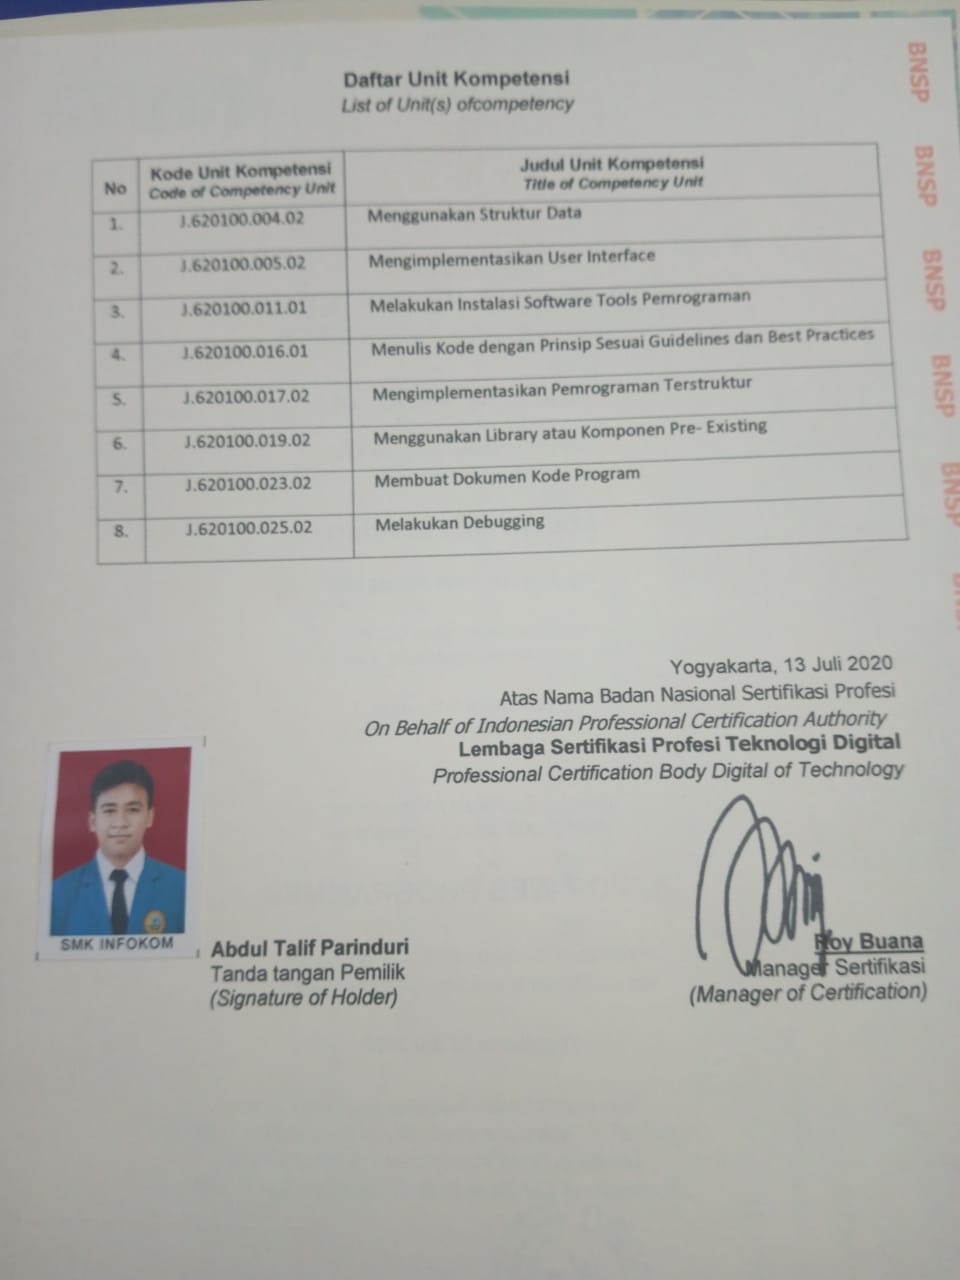 Daftar Unit Kompetensi
List of Unit(s) ofcompetency
No Kode Unit Kompetensi Judul Unit Kompetensi
Code of Competency Unit Title of Competency Unit
1. J.620100.004.02 Menggunakan Struktur Data
2. J.620100.005.02 Mengimplementasikan User Interface
3. J.620100.011.01 Melakukan Instalasi Software Tools Pemrograman
4. J.620100.016.01 Menulis Kode dengan Prinsip Sesuai Guidelines dan Best Practices
5. J.620100.017.02 Mengimplementasikan Pemrograman Terstruktur
6. J.620100.019.02 Menggunakan Library atau Komponen Pre- Existing
7. J.620100.023.02 Membuat Dokumen Kode Program
8. J.620100.025.02 Melakukan Debugging
Yogyakarta, 13 Juli 2020
Atas Nama Badan Nasional Sertifikasi Profesi
On Behalf of Indonesian Professional Certification Authority
Lembaga Sertifikasi Profesi Teknologi Digital
Professional Certification Body Digital of Technology
SMK INFOKOM
Abdul Talif Parinduri
Tanda tangan Pemilik
(Signature of Holder)
Roy Buana
Manager Sertifikasi
(Manager of Certification)
BNSP
BNSP
BNSP
BNSP
BNSP